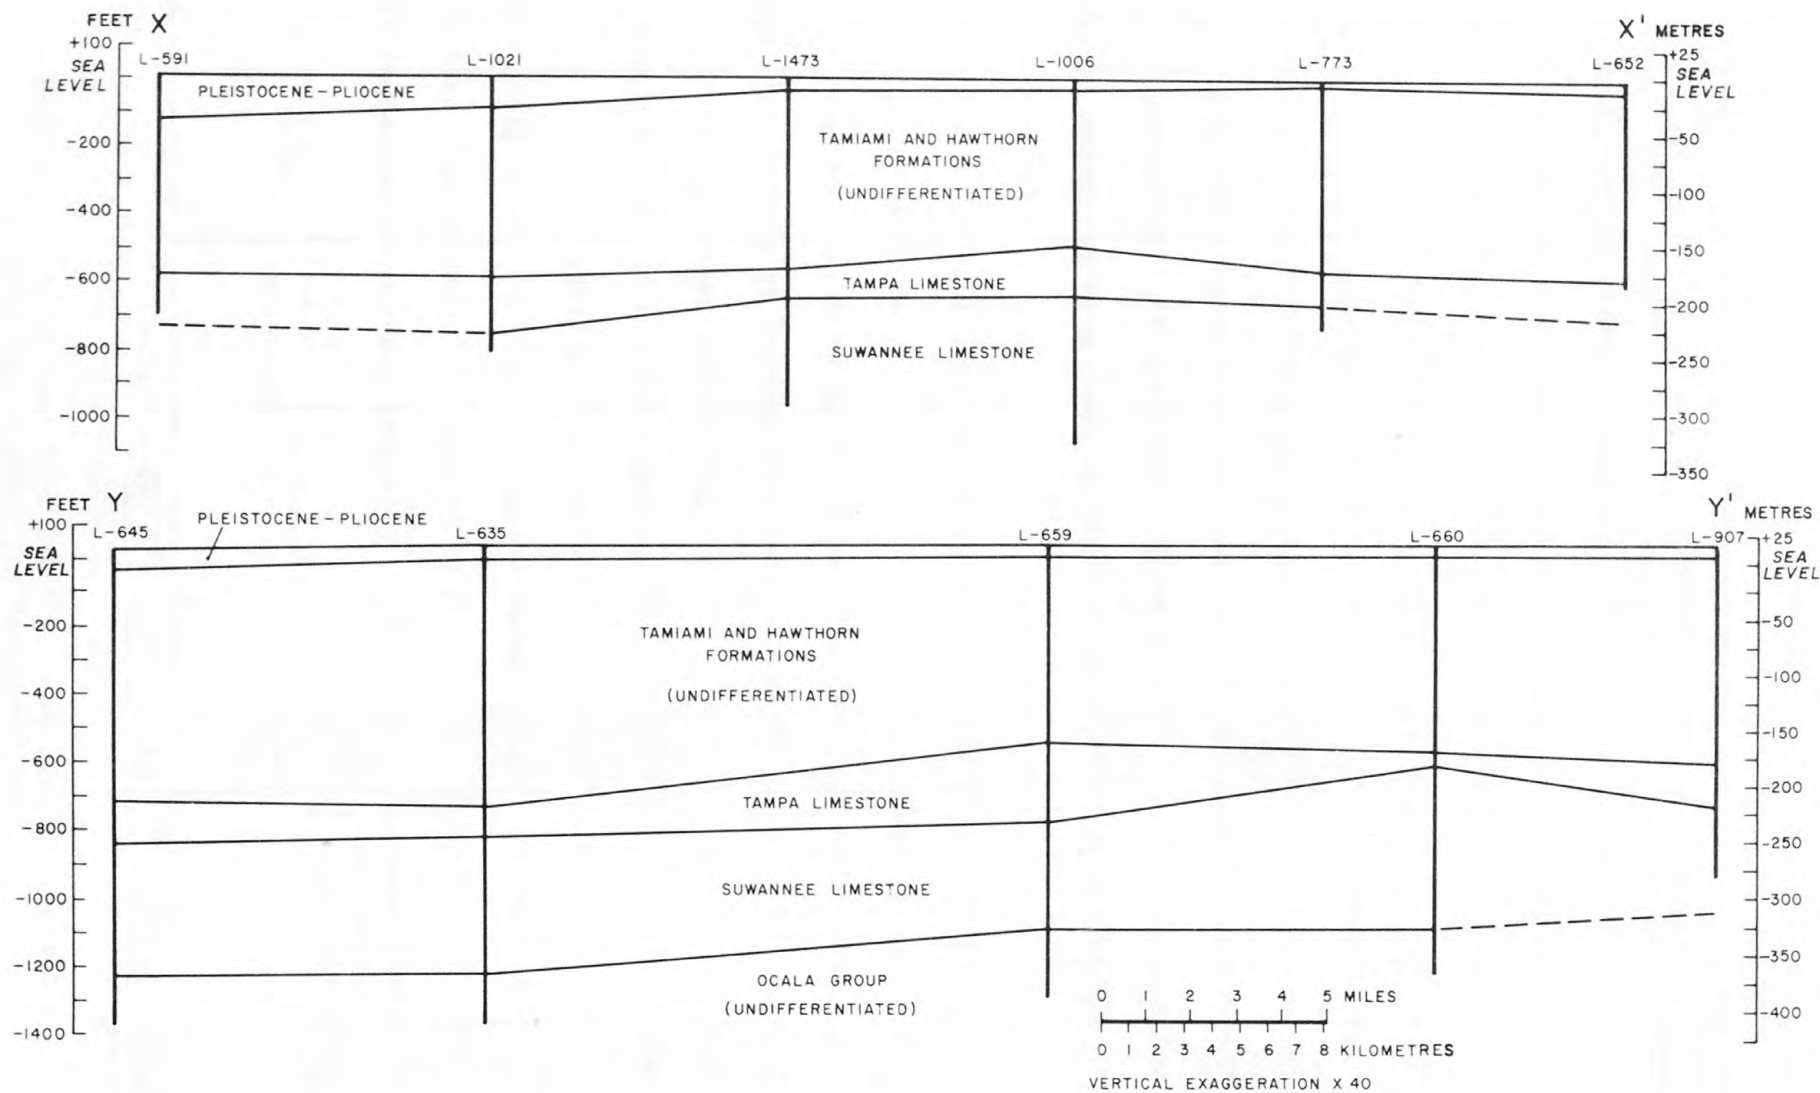 FEET X
X' METRES
+100
SEA
LEVEL
-200
-400
-600
-800
-1000
L-591
L-1021
L-1473
L-1006
L-773
L-652
+25
SEA
LEVEL
-50
-100
-150
-200
-250
-300
-350
PLEISTOCENE-PLIOCENE
TAMIAMI AND HAWTHORN
FORMATIONS
(UNDIFFERENTIATED)
TAMPA LIMESTONE
SUWANNEE LIMESTONE
FEET Y
Y' METRES
+100
SEA
LEVEL
-200
-400
-600
-800
-1000
-1200
-1400
L-645
L-635
L-659
L-660
L-907
+25
SEA
LEVEL
-50
-100
-150
-200
-250
-300
-350
-400
PLEISTOCENE-PLIOCENE
TAMIAMI AND HAWTHORN
FORMATIONS
(UNDIFFERENTIATED)
TAMPA LIMESTONE
SUWANNEE LIMESTONE
OCALA GROUP
(UNDIFFERENTIATED)
0 1 2 3 4 5 MILES
0 1 2 3 4 5 6 7 8 KILOMETRES
VERTICAL EXAGGERATION X 40